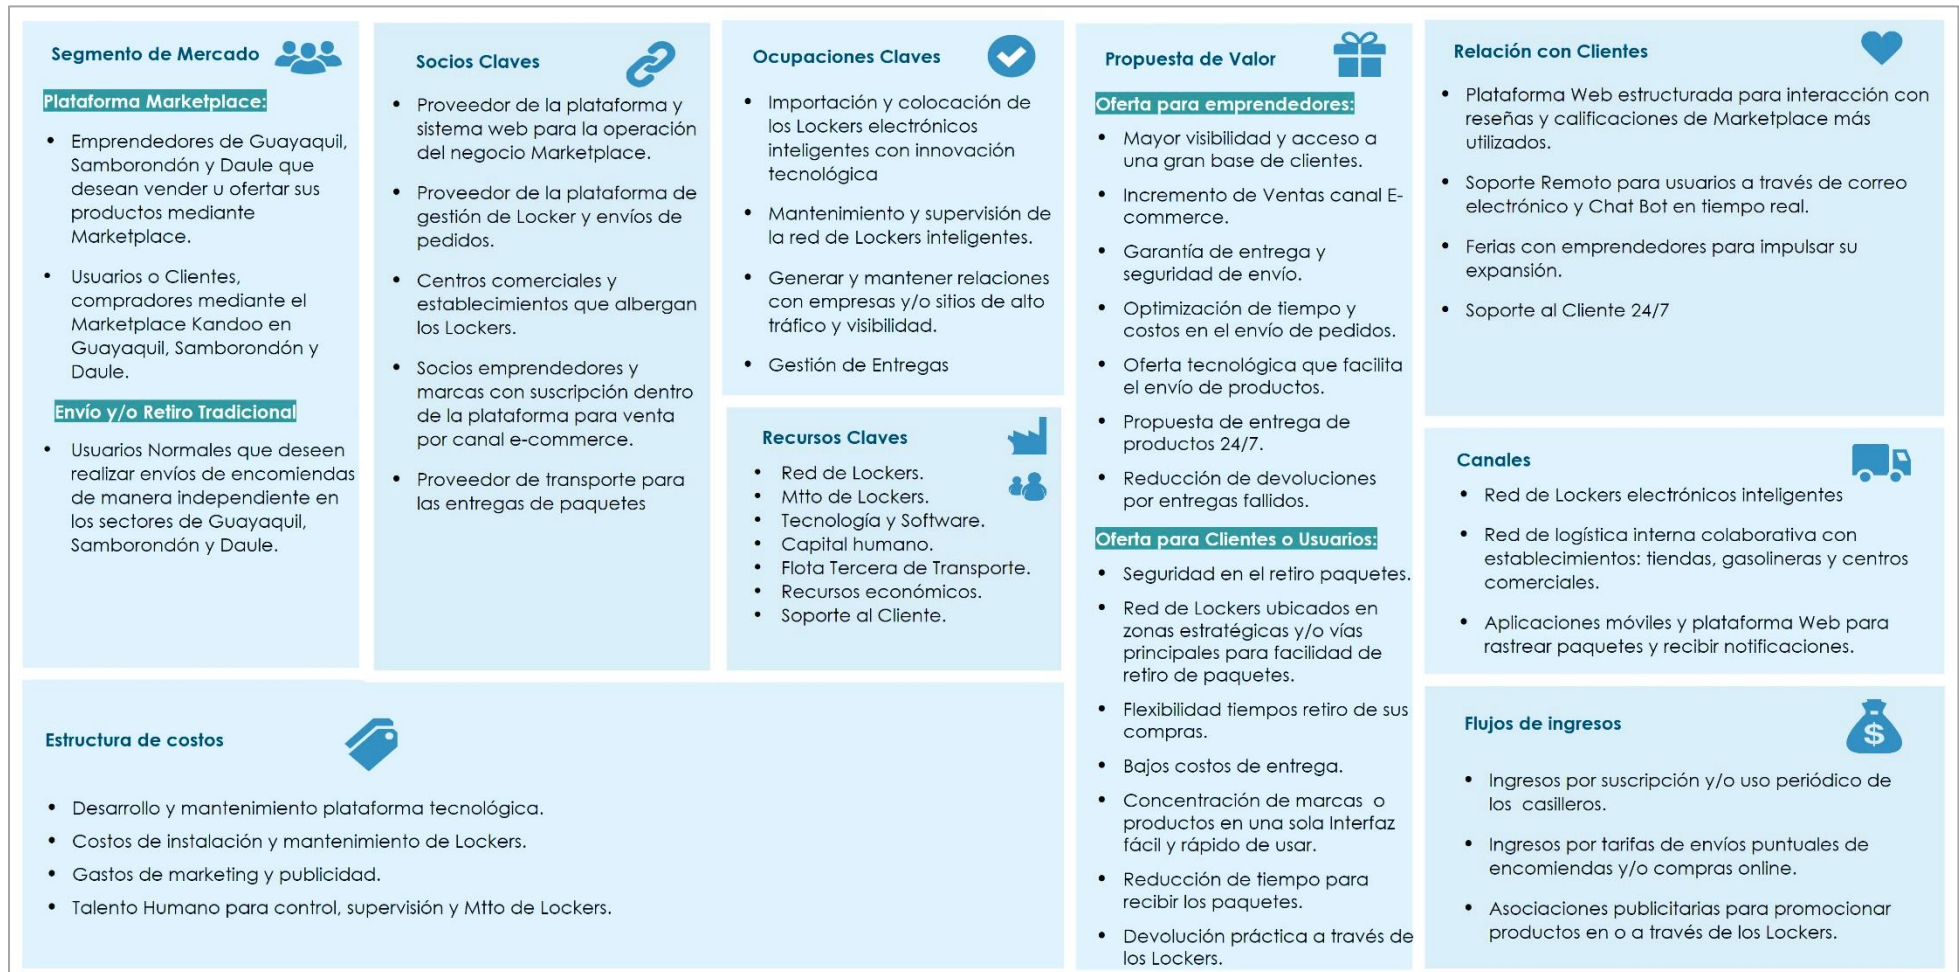 Segmento de Mercado
Plataforma Marketplace:
• Emprendedores de Guayaquil,
Samborondón y Daule que
desean vender u ofertar sus
productos mediante
Marketplace.
• Usuarios o Clientes,
compradores mediante el
Marketplace Kandoo en
Guayaquil, Samborondón y
Daule.
Envío y/o Retiro Tradicional
• Usuarios Normales que deseen
realizar envíos de encomiendas
de manera independiente en
los sectores de Guayaquil,
Samborondón y Daule.
Socios Claves
• Proveedor de la plataforma y
sistema web para la operación
del negocio Marketplace.
• Proveedor de la plataforma de
gestión de Locker y envíos de
pedidos.
• Centros comerciales y
establecimientos que albergan
los Lockers.
• Socios emprendedores y
marcas con suscripción dentro
de la plataforma para venta
por canal e-commerce.
• Proveedor de transporte para
las entregas de paquetes
Ocupaciones Claves
• Importación y colocación de
los Lockers electrónicos
inteligentes con innovación
tecnológica
• Mantenimiento y supervisión de
la red de Lockers inteligentes.
• Generar y mantener relaciones
con empresas y/o sitios de alto
tráfico y visibilidad.
• Gestión de Entregas
Recursos Claves
• Red de Lockers.
• Mtto de Lockers.
• Tecnología y Software.
• Capital humano.
• Flota Tercera de Transporte.
• Recursos económicos.
• Soporte al Cliente.
Propuesta de Valor
Oferta para emprendedores:
• Mayor visibilidad y acceso a
una gran base de clientes.
• Incremento de Ventas canal E-
commerce.
• Garantía de entrega y
seguridad de envío.
• Optimización de tiempo y
costos en el envío de pedidos.
• Oferta tecnológica que facilita
el envío de productos.
• Propuesta de entrega de
productos 24/7.
• Reducción de devoluciones
por entregas fallidos.
Oferta para Clientes o Usuarios:
• Seguridad en el retiro paquetes.
• Red de Lockers ubicados en
zonas estratégicas y/o vías
principales para facilidad de
retiro de paquetes.
• Flexibilidad tiempos retiro de sus
compras.
• Bajos costos de entrega.
• Concentración de marcas o
productos en una sola Interfaz
fácil y rápido de usar.
• Reducción de tiempo para
recibir los paquetes.
• Devolución práctica a través de
los Lockers.
Relación con Clientes
• Plataforma Web estructurada para interacción con
reseñas y calificaciones de Marketplace más
utilizados.
• Soporte Remoto para usuarios a través de correo
electrónico y Chat Bot en tiempo real.
• Ferias con emprendedores para impulsar su
expansión.
• Soporte al Cliente 24/7
Canales
• Red de Lockers electrónicos inteligentes
• Red de logística interna colaborativa con
establecimientos: tiendas, gasolineras y centros
comerciales.
• Aplicaciones móviles y plataforma Web para
rastrear paquetes y recibir notificaciones.
Estructura de costos
• Desarrollo y mantenimiento plataforma tecnológica.
• Costos de instalación y mantenimiento de Lockers.
• Gastos de marketing y publicidad.
• Talento Humano para control, supervisión y Mtto de Lockers.
Flujos de ingresos
$
• Ingresos por suscripción y/o uso periódico de
los casilleros.
• Ingresos por tarifas de envíos puntuales de
encomiendas y/o compras online.
• Asociaciones publicitarias para promocionar
productos en o a través de los Lockers.